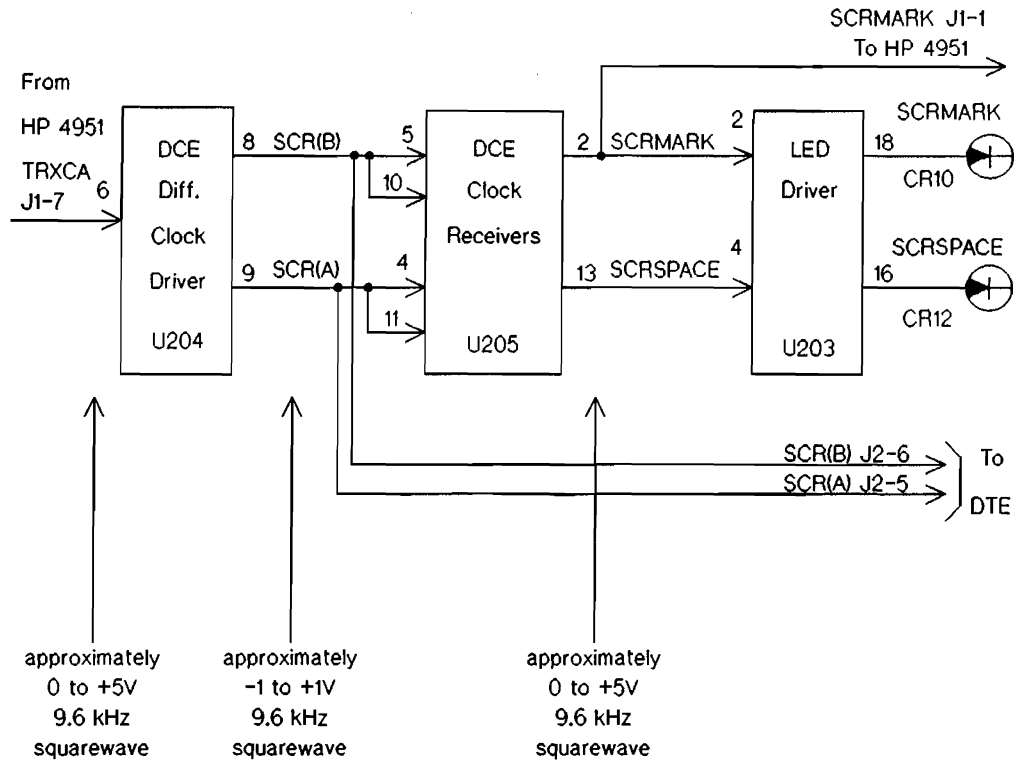 SCRMARK J1-1
To HP 4951
From
HP 4951
TRXCA
J1-7
6
DCE
Diff.
Clock
Driver
U204
8 SCR(B)
9 SCR(A)
5
10
4
11
DCE
Clock
Receivers
U205
2 SCRMARK
13 SCRSPACE
2
4
LED
Driver
U203
18
16
SCRMARK
CR10
SCRSPACE
CR12
SCR(B) J2-6
SCR(A) J2-5
To
DTE
approximately
0 to +5V
9.6 kHz
squarewave
approximately
-1 to +1V
9.6 kHz
squarewave
approximately
0 to +5V
9.6 kHz
squarewave